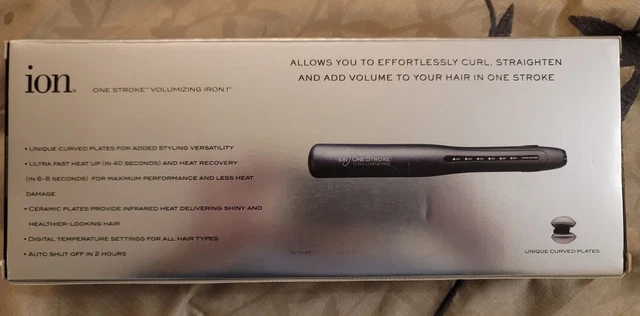 ion.
ONE STROKE™ VOLUMIZING IRON 1"
ALLOWS YOU TO EFFORTLESSLY CURL, STRAIGHTEN
AND ADD VOLUME TO YOUR HAIR IN ONE STROKE
• UNIQUE CURVED PLATES FOR ADDED STYLING VERSATILITY
• ULTRA FAST HEAT UP (IN 40 SECONDS) AND HEAT RECOVERY
(IN 6-8 SECONDS) FOR MAXIMUM PERFORMANCE AND LESS HEAT
DAMAGE
• CERAMIC PLATES PROVIDE INFRARED HEAT DELIVERING SHINY AND
HEALTHIER-LOOKING HAIR
• DIGITAL TEMPERATURE SETTINGS FOR ALL HAIR TYPES
• AUTO SHUT OFF IN 2 HOURS
ONE STROKE
VOLUMIZING
UNIQUE CURVED PLATES